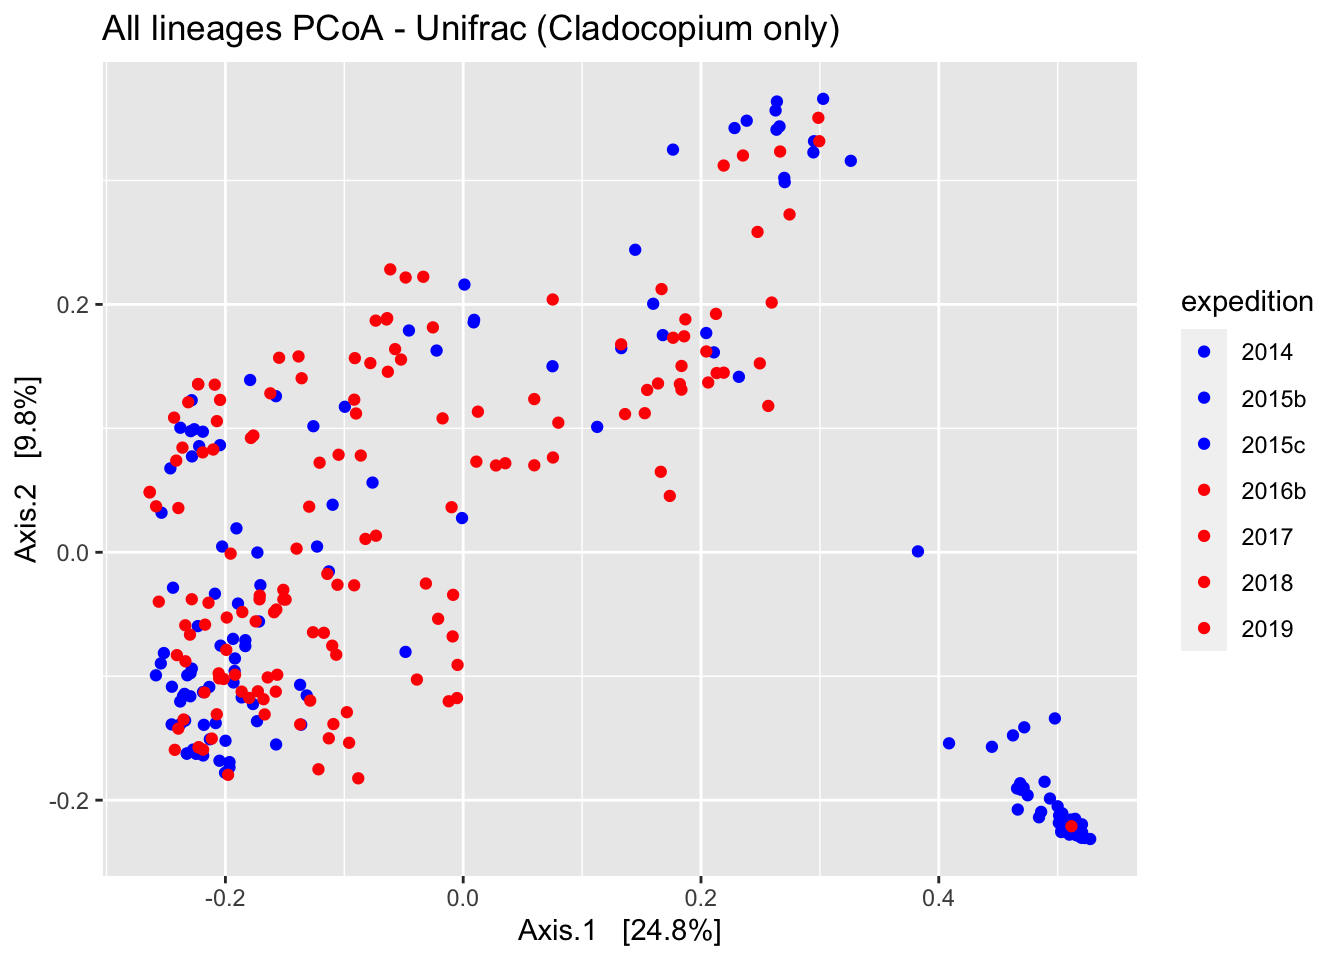 All lineages PCoA - Unifrac (Cladocopium only)
Axis.2 [9.8%]
0.2
0.0
-0.2
-0.2
0.0
0.2
0.4
Axis.1 [24.8%]
expedition
2014
2015b
2015c
2016b
2017
2018
2019